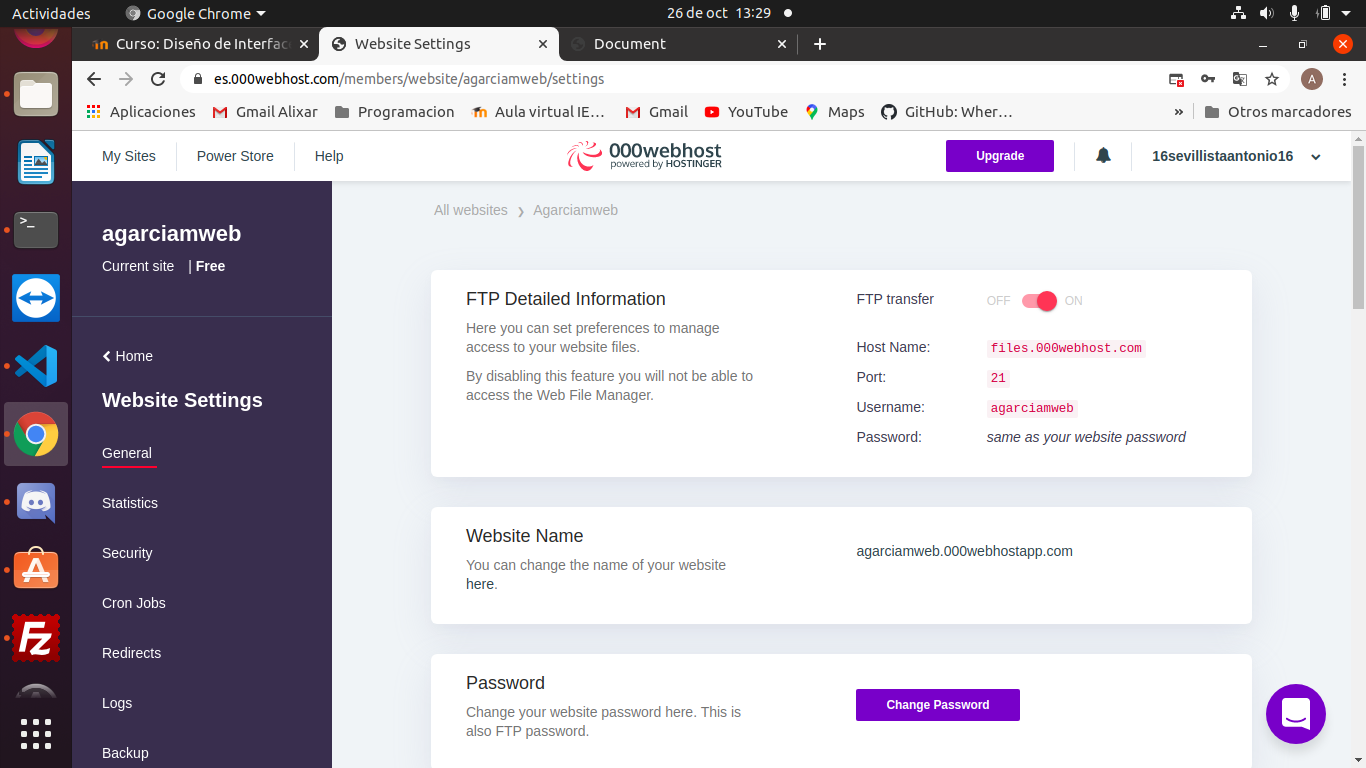 Actividades
Google Chrome
26 de oct 13:29
Curso: Diseño de Interfac
Website Settings
Document
es.000webhost.com/members/website/agarciamweb/settings
A
Aplicaciones
Gmail Alixar
Programacion
Aula virtual IE…
Gmail
YouTube
Maps
GitHub: Wher…
»
Otros marcadores
My Sites
Power Store
Help
000webhost
powered by HOSTINGER
Upgrade
16sevillistaantonio16
agarciamweb
Current site | Free
Home
Website Settings
General
Statistics
Security
Cron Jobs
Redirects
Logs
Backup
All websites
Agarciamweb
FTP Detailed Information
Here you can set preferences to manage
access to your website files.
By disabling this feature you will not be able to
access the Web File Manager.
FTP transfer
OFF
ON
Host Name: files.000webhost.com
Port: 21
Username: agarciamweb
Password: same as your website password
Website Name
You can change the name of your website
here.
agarciamweb.000webhostapp.com
Password
Change your website password here. This is
also FTP password.
Change Password
>_
A
Fz